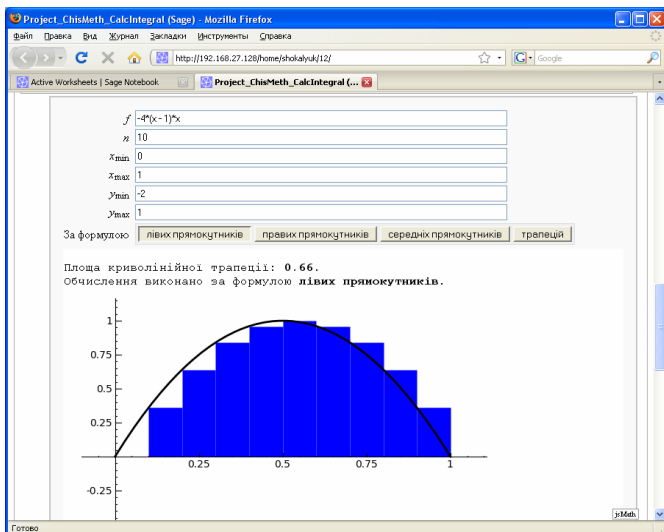 Project_ChisMeth_CalcIntegral (Sage) - Mozilla Firefox
Файл Правка Вид Журнал Закладки Инструменты Справка
http://192.168.27.128/home/shokalyuk/12/ Google
Active Worksheets | Sage Notebook Project_ChisMeth_CalcIntegral (...
f -4*(x-1)*x
n 10
xmin 0
xmax 1
ymin -2
ymax 1
За формулою лівих прямокутників правих прямокутників середніх прямокутників трапецій
Площа криволінійної трапеції: 0.66.
Обчислення виконано за формулою лівих прямокутників.
1
0.75
0.5
0.25
0.25 0.5 0.75 1
-0.25
jsMath
Готово